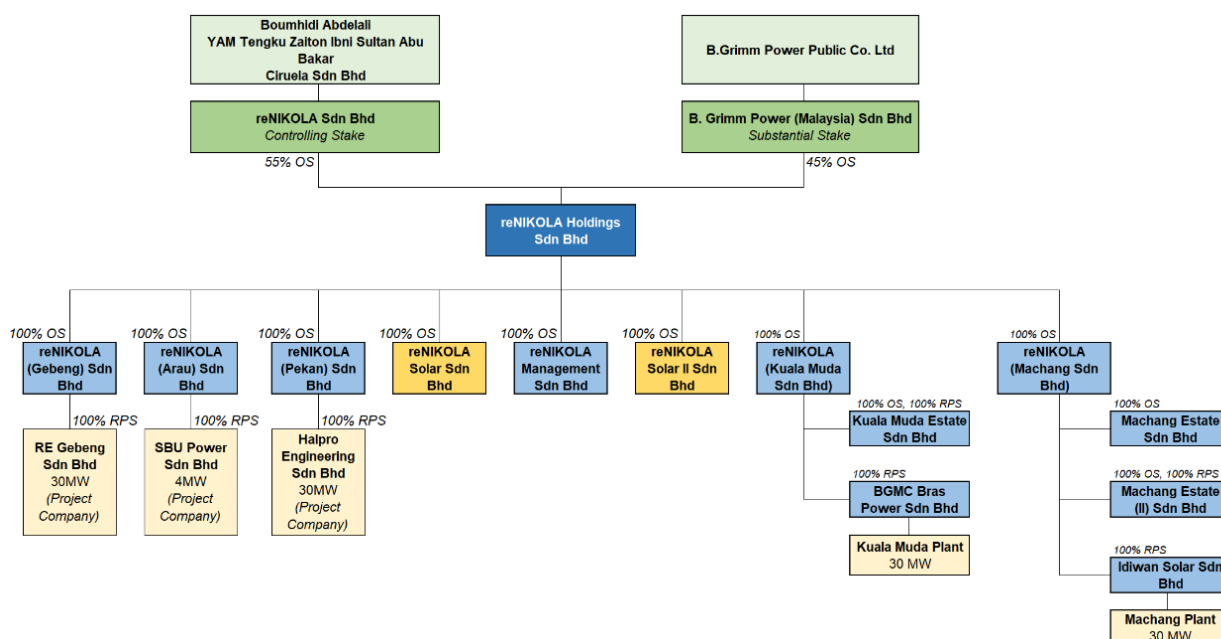 Boumhidi Abdelali
YAM Tengku Zaiton Ibni Sultan Abu
Bakar
Ciruela Sdn Bhd
B.Grimm Power Public Co. Ltd
reNIKOLA Sdn Bhd
Controlling Stake
B. Grimm Power (Malaysia) Sdn Bhd
Substantial Stake
55% OS
45% OS
reNIKOLA Holdings
Sdn Bhd
100% OS
reNIKOLA
(Gebeng) Sdn
Bhd
100% OS
reNIKOLA
(Arau) Sdn
Bhd
100% OS
reNIKOLA
(Pekan) Sdn
Bhd
100% OS
reNIKOLA
Solar Sdn
Bhd
100% OS
reNIKOLA
Management
Sdn Bhd
100% OS
reNIKOLA
Solar II Sdn
Bhd
100% OS
reNIKOLA
(Kuala Muda
Sdn Bhd)
100% OS
reNIKOLA
(Machang Sdn
Bhd)
100% RPS
RE Gebeng
Sdn Bhd
30MW
(Project
Company)
100% RPS
SBU Power
Sdn Bhd
4MW
(Project
Company)
100% RPS
Halpro
Engineering
Sdn Bhd
30MW
(Project
Company)
100% OS, 100% RPS
Kuala Muda Estate
Sdn Bhd
100% RPS
BGMC Bras
Power Sdn Bhd
Kuala Muda Plant
30 MW
100% OS
Machang Estate
Sdn Bhd
100% OS, 100% RPS
Machang Estate
(II) Sdn Bhd
100% RPS
Idiwan Solar Sdn
Bhd
Machang Plant
30 MW